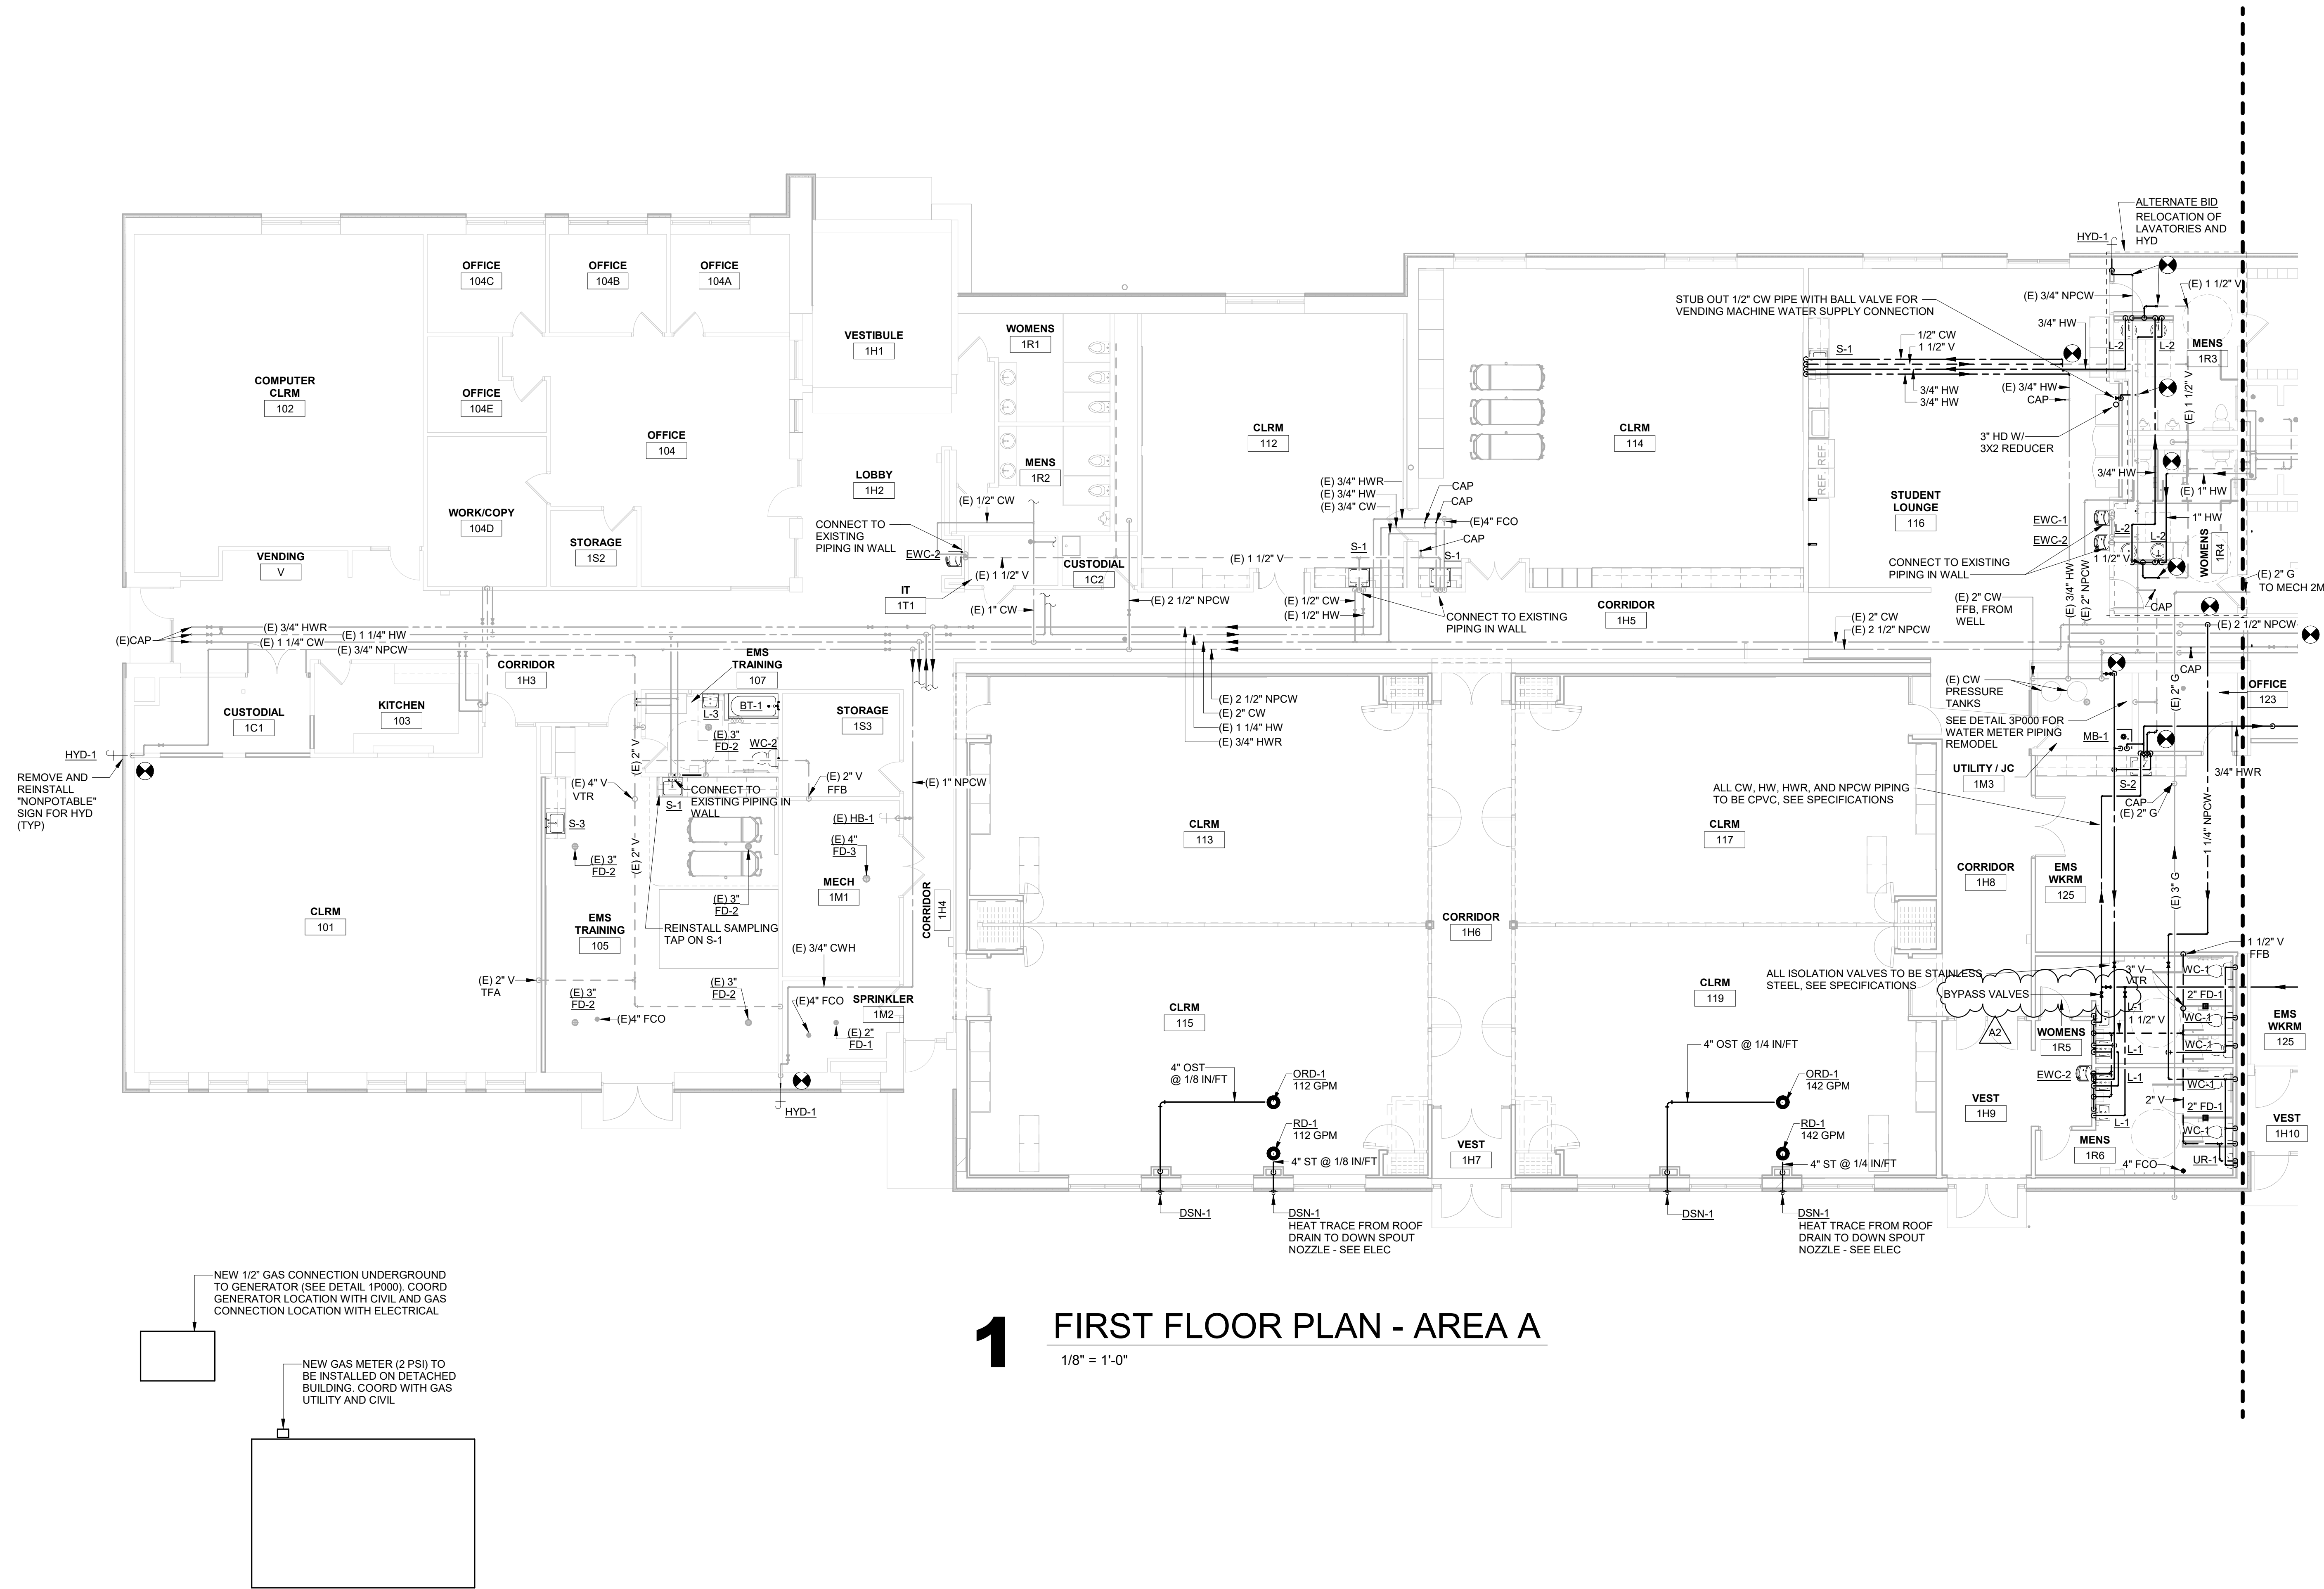 ALTERNATE BID
RELOCATION OF
LAVATORIES AND
HYD
HYD-1
(E) 1 1/2" V
(E) 3/4" NPCW
3/4" HW
STUB OUT 1/2" CW PIPE WITH BALL VALVE FOR
VENDING MACHINE WATER SUPPLY CONNECTION
1/2" CW
1 1/2" V
S-1
L-2
L-2
MENS
1R3
3/4" HW
3/4" HW
(E) 3/4" HW
CAP
(E) 1 1/2" V
3" HD W/
3X2 REDUCER
OFFICE
104C
OFFICE
104B
OFFICE
104A
VESTIBULE
1H1
WOMENS
1R1
COMPUTER
CLRM
102
OFFICE
104E
OFFICE
104
CLRM
112
CLRM
114
REF
REF
LOBBY
1H2
MENS
1R2
WORK/COPY
104D
STORAGE
1S2
VENDING
V
(E) 1/2" CW
CONNECT TO
EXISTING
PIPING IN WALL
EWC-2
(E) 3/4" HWR
(E) 3/4" HW
(E) 3/4" CW
CAP
CAP
(E)4" FCO
CAP
S-1
S-1
(E) 1 1/2" V
(E) 1 1/2" V
CUSTODIAL
1C2
IT
1T1
(E) 1" CW
(E) 2 1/2" NPCW
(E) 1/2" CW
(E) 1/2" HW
CONNECT TO EXISTING
PIPING IN WALL
CORRIDOR
1H5
STUDENT
LOUNGE
116
3/4" HW
(E) 1" HW
1" HW
EWC-1
EWC-2
L-2
L-2
1 1/2" V
WOMENS
1R4
CONNECT TO EXISTING
PIPING IN WALL
(E) 3/4" HW
(E) 2" NPCW
(E) 2" G
TO MECH 2M
CAP
(E) 2" CW
FFB, FROM
WELL
(E) 2" CW
(E) 2 1/2" NPCW
(E) 2 1/2" NPCW
CAP
(E)CAP
(E) 3/4" HWR
(E) 1 1/4" HW
(E) 1 1/4" CW
(E) 3/4" NPCW
CORRIDOR
1H3
EMS
TRAINING
107
L-3
BT-1
(E) 3"
FD-2
WC-2
STORAGE
1S3
CUSTODIAL
1C1
KITCHEN
103
(E) 2 1/2" NPCW
(E) 2" CW
(E) 1 1/4" HW
(E) 3/4" HWR
(E) CW
PRESSURE
TANKS
(E) 2" G
OFFICE
123
SEE DETAIL 3P000 FOR
WATER METER PIPING
REMODEL
MB-1
HYD-1
REMOVE AND
REINSTALL
"NONPOTABLE"
SIGN FOR HYD
(TYP)
(E) 2" V
(E) 4" V
VTR
(E) 2" V
FFB
(E) 1" NPCW
CONNECT TO
EXISTING PIPING IN
WALL
S-1
S-3
(E) HB-1
(E) 3"
FD-2
(E) 2" V
(E) 4"
FD-3
MECH
1M1
(E) 3"
FD-2
UTILITY / JC
1M3
S-2
3/4" HWR
CAP
(E) 2" G
1 1/4" NPCW
ALL CW, HW, HWR, AND NPCW PIPING
TO BE CPVC, SEE SPECIFICATIONS
CLRM
113
CLRM
117
CORRIDOR
1H8
EMS
WKRM
125
(E) 3" G
CLRM
101
EMS
TRAINING
105
REINSTALL SAMPLING
TAP ON S-1
CORRIDOR
1H4
CORRIDOR
1H6
(E) 3/4" CWH
1 1/2" V
FFB
(E) 2" V
TFA
(E) 3"
FD-2
(E) 3"
FD-2
(E)4" FCO
(E)4" FCO
SPRINKLER
1M2
(E) 2"
FD-1
ALL ISOLATION VALVES TO BE STAINLESS
STEEL, SEE SPECIFICATIONS
3" V
VTR
BYPASS VALVES
A2
WC-1
2" FD-1
WC-1
L-1
1 1/2" V
CLRM
115
CLRM
119
WOMENS
1R5
EMS
WKRM
125
WC-1
L-1
EWC-2
L-1
WC-1
2" V
2" FD-1
L-1
WC-1
4" OST
@ 1/8 IN/FT
ORD-1
112 GPM
4" OST @ 1/4 IN/FT
ORD-1
142 GPM
HYD-1
RD-1
112 GPM
4" ST @ 1/8 IN/FT
RD-1
142 GPM
4" ST @ 1/4 IN/FT
VEST
1H7
VEST
1H9
MENS
1R6
4" FCO
UR-1
VEST
1H10
DSN-1
DSN-1
HEAT TRACE FROM ROOF
DRAIN TO DOWN SPOUT
NOZZLE - SEE ELEC
DSN-1
DSN-1
HEAT TRACE FROM ROOF
DRAIN TO DOWN SPOUT
NOZZLE - SEE ELEC
NEW 1/2" GAS CONNECTION UNDERGROUND
TO GENERATOR (SEE DETAIL 1P000). COORD
GENERATOR LOCATION WITH CIVIL AND GAS
CONNECTION LOCATION WITH ELECTRICAL
NEW GAS METER (2 PSI) TO
BE INSTALLED ON DETACHED
BUILDING. COORD WITH GAS
UTILITY AND CIVIL
1 FIRST FLOOR PLAN - AREA A
1/8" = 1'-0"